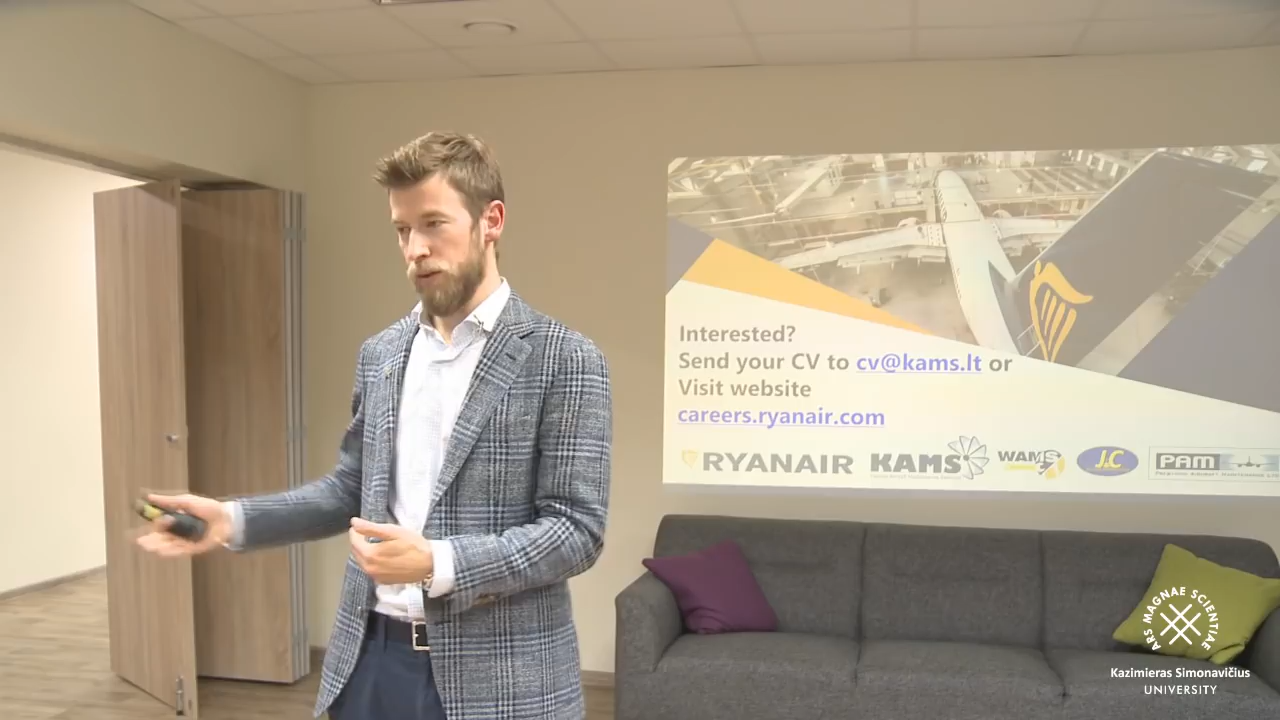 Interested?
Send your CV to cv@kams.lt or
Visit website
careers.ryanair.com
RYANAIR KAMS WAMS J.C PAM
ARS MAGNAE SCIENTIAE
Kazimieras Simonavičius
UNIVERSITY